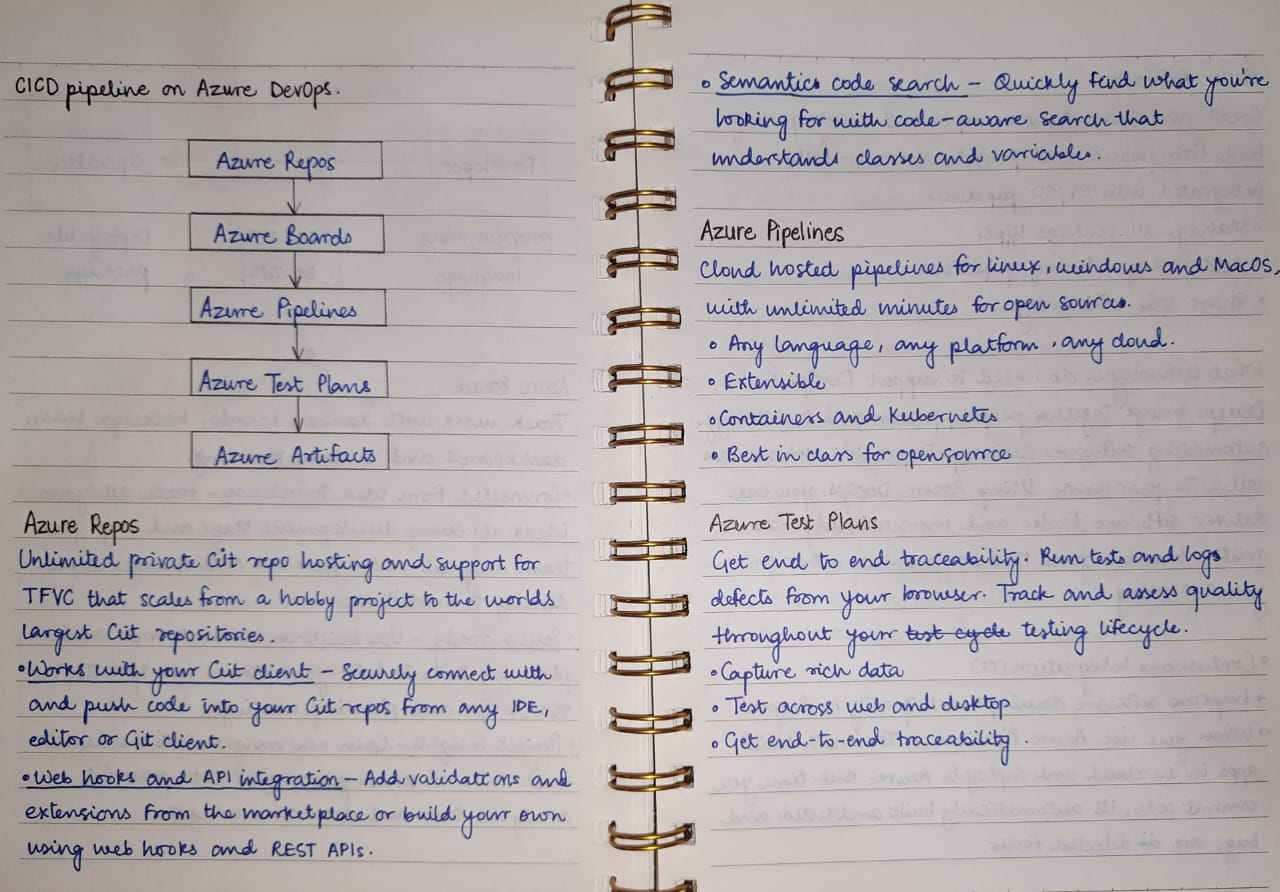 CICD pipeline on Azure DevOps.
Azure Repos
Azure Boards
Azure Pipelines
Azure Test Plans
Azure Artifacts
Azure Repos
Unlimited private Git repo hosting and support for
TFVC that scales from a hobby project to the worlds
largest Git repositories.
• Works with your Git client – Securely connect with
and push code into your Git repos from any IDE,
editor or Git client.
• Web hooks and API integration – Add validations and
extensions from the marketplace or build your own
using web hooks and REST APIs.
• Semantics code search – Quickly find what you're
looking for with code-aware search that
understands classes and variables.
Azure Pipelines
Cloud hosted pipelines for linux, windows and MacOS,
with unlimited minutes for open source.
• Any language, any platform, any cloud.
• Extensible
• Containers and Kubernetes
• Best in class for opensource
Azure Test Plans
Get end to end traceability. Run tests and logs
defects from your browser. Track and assess quality
throughout your test cycle testing lifecycle.
• Capture rich data
• Test across web and desktop
• Get end-to-end traceability.